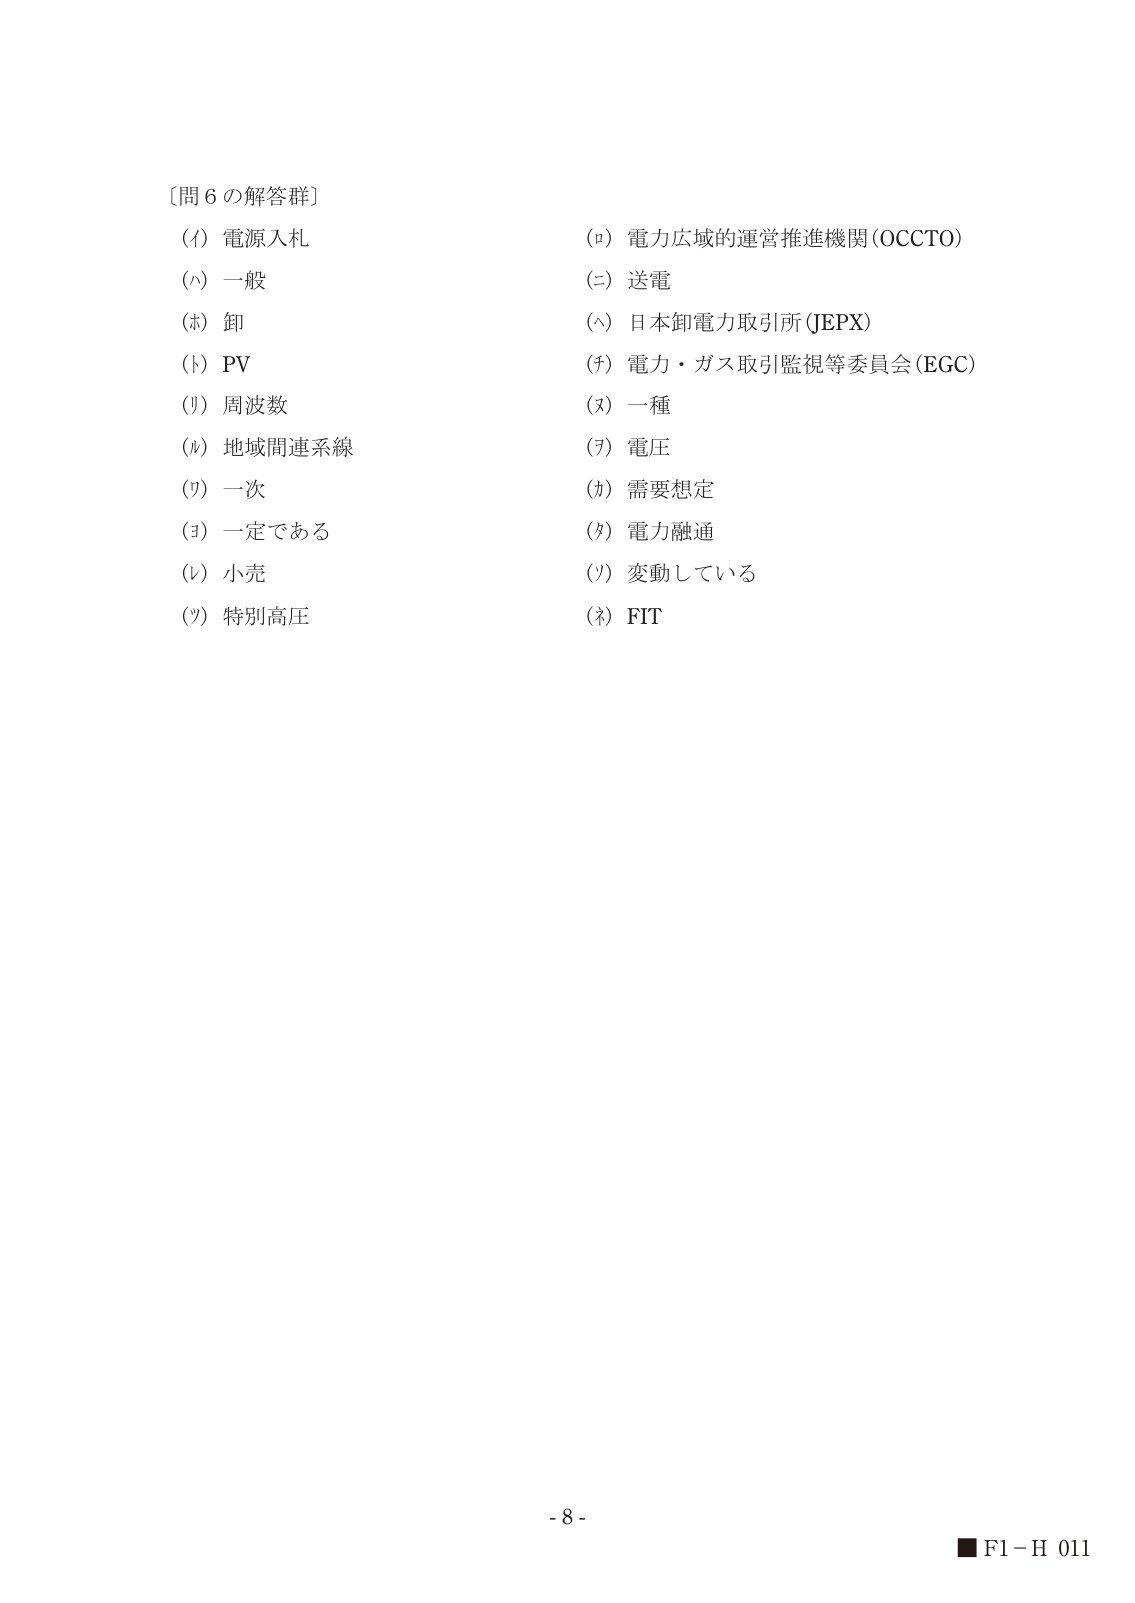 〔問６の解答群〕
(ｲ) 電源入札 (ﾛ) 電力広域的運営推進機関(OCCTO)
(ﾊ) 一般 (ﾆ) 送電
(ﾎ) 卸 (ﾍ) 日本卸電力取引所(JEPX)
(ﾄ) PV (ﾁ) 電力・ガス取引監視等委員会(EGC)
(ﾘ) 周波数 (ﾇ) 一種
(ﾙ) 地域間連系線 (ｦ) 電圧
(ﾜ) 一次 (ｶ) 需要想定
(ﾖ) 一定である (ﾀ) 電力融通
(ﾚ) 小売 (ｿ) 変動している
(ﾂ) 特別高圧 (ﾈ) FIT
- 8 -
■ F1－H 011